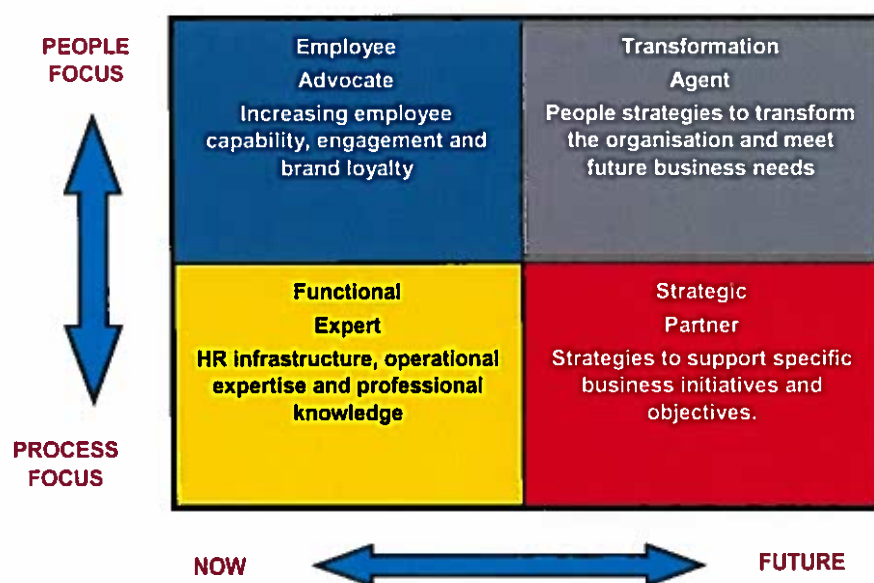 PEOPLE
FOCUS
Employee
Advocate
Increasing employee
capability, engagement and
brand loyalty
Transformation
Agent
People strategies to transform
the organisation and meet
future business needs
Functional
Expert
HR infrastructure, operational
expertise and professional
knowledge
Strategic
Partner
Strategies to support specific
business initiatives and
objectives.
PROCESS
FOCUS
NOW
FUTURE